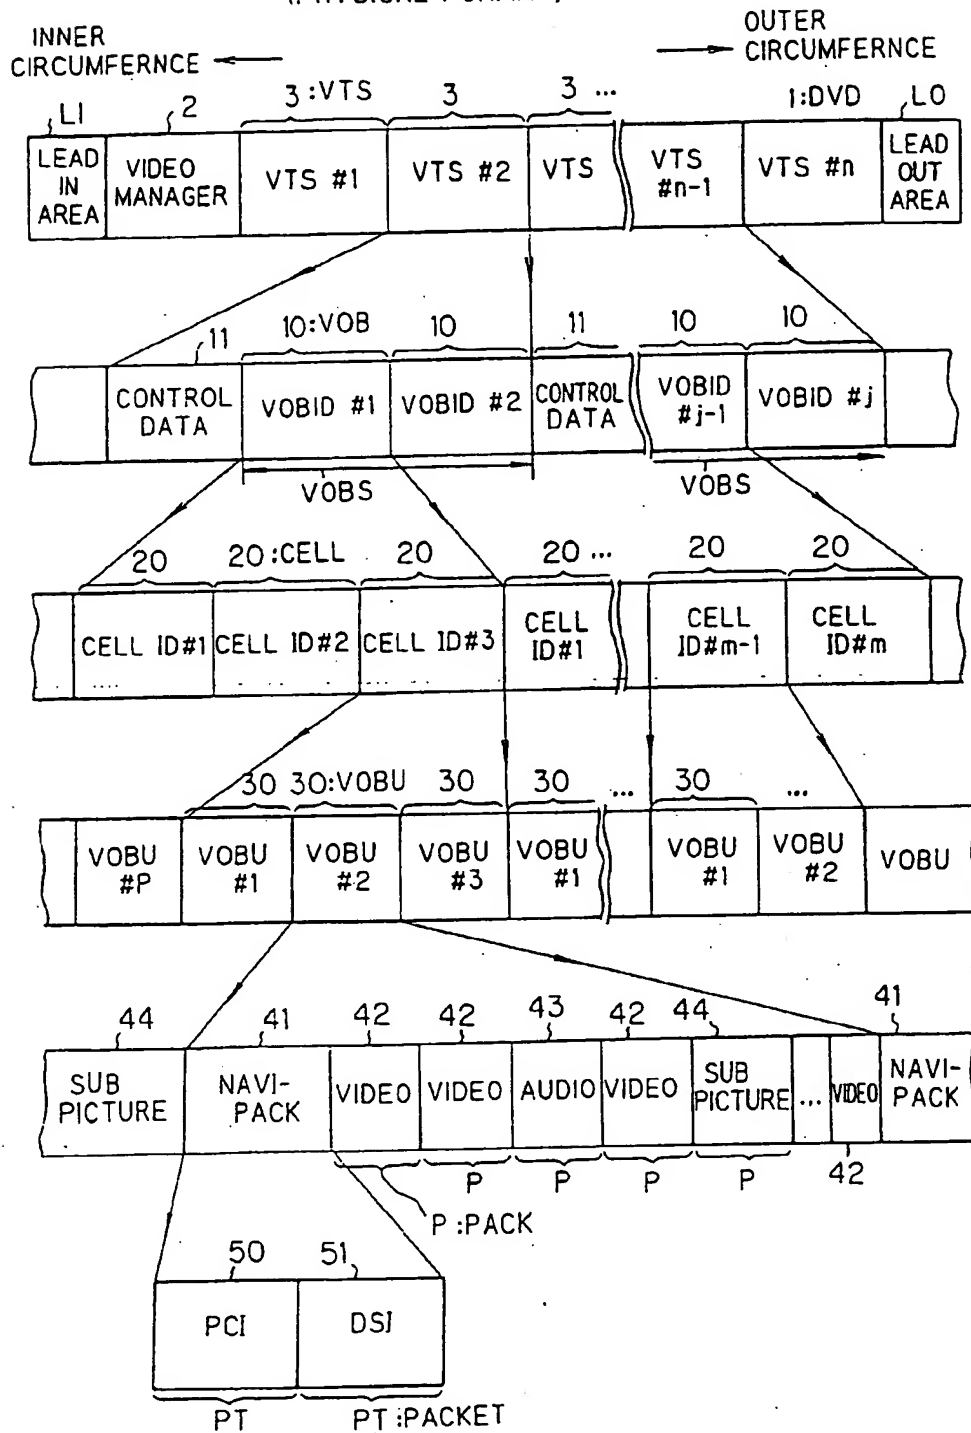 INNER
CIRCUMFERNCE
OUTER
CIRCUMFERNCE
3:VTS 3 3 ...
LI 2 1:DVD LO
LEAD IN AREA
VIDEO MANAGER
VTS #1
VTS #2
VTS
VTS #n-1
VTS #n
LEAD OUT AREA
11 10:VOB 10 11 10 10
CONTROL DATA
VOBID #1
VOBID #2
CONTROL DATA
VOBID #j-1
VOBID #j
VOBS VOBS
20 20:CELL 20 20 ... 20 20
CELL ID#1
CELL ID#2
CELL ID#3
CELL ID#1
CELL ID#m-1
CELL ID#m
30 30:VOBU 30 30 ... 30 ...
VOBU #P
VOBU #1
VOBU #2
VOBU #3
VOBU #1
VOBU #1
VOBU #2
VOBU
44 41 42 42 43 42 44 41
SUB PICTURE
NAVI-PACK
VIDEO
VIDEO
AUDIO
VIDEO
SUB PICTURE
...
VIDEO
NAVI-PACK
P P P P 42
P:PACK
50 51
PCI DSI
PT PT:PACKET